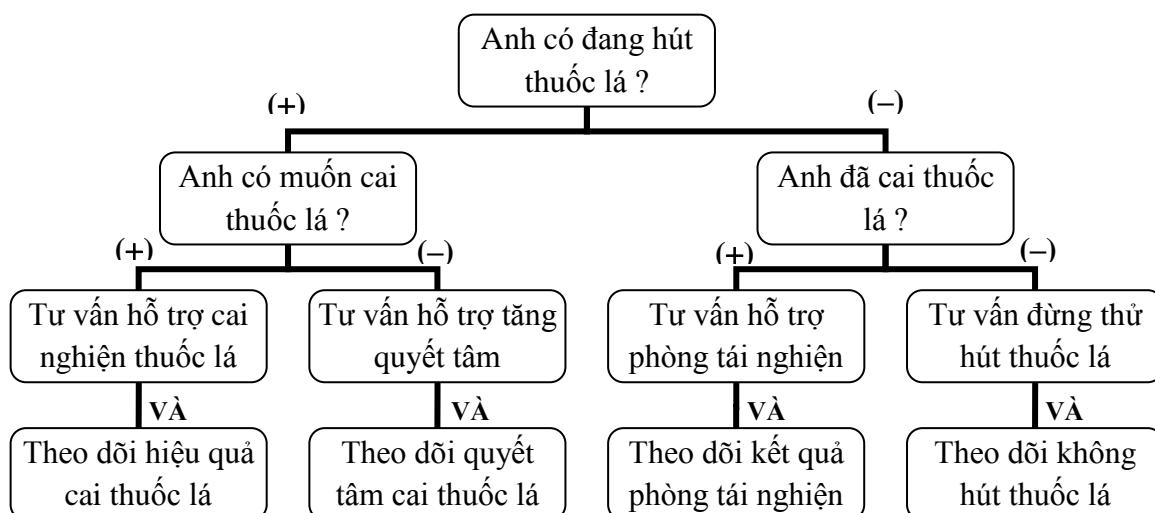 Anh có đang hút
thuốc lá ?
(+)
(–)
Anh có muốn cai
thuốc lá ?
Anh đã cai thuốc
lá ?
(+)
(–)
(+)
(–)
Tư vấn hỗ trợ cai
nghiện thuốc lá
Tư vấn hỗ trợ tăng
quyết tâm
Tư vấn hỗ trợ
phòng tái nghiện
Tư vấn đừng thử
hút thuốc lá
VÀ
VÀ
VÀ
VÀ
Theo dõi hiệu quả
cai thuốc lá
Theo dõi quyết
tâm cai thuốc lá
Theo dõi kết quả
phòng tái nghiện
Theo dõi không
hút thuốc lá